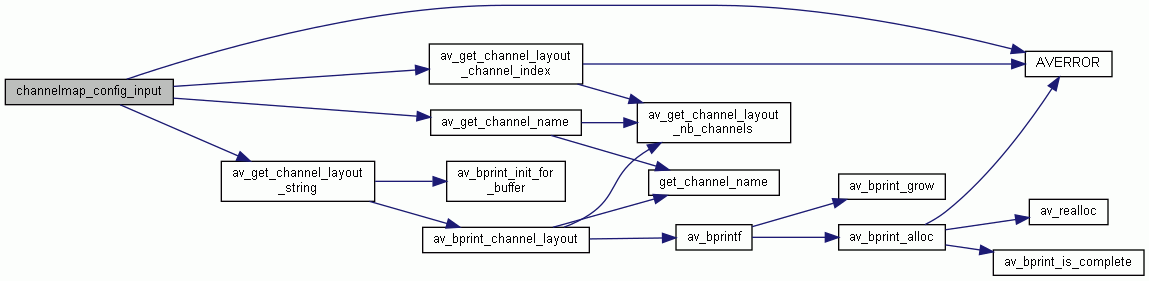 channelmap_config_input
av_get_channel_layout
_channel_index
AVERROR
av_get_channel_name
av_get_channel_layout
_nb_channels
av_get_channel_layout
_string
av_bprint_init_for
_buffer
get_channel_name
av_bprint_channel_layout
av_bprintf
av_bprint_grow
av_bprint_alloc
av_realloc
av_bprint_is_complete